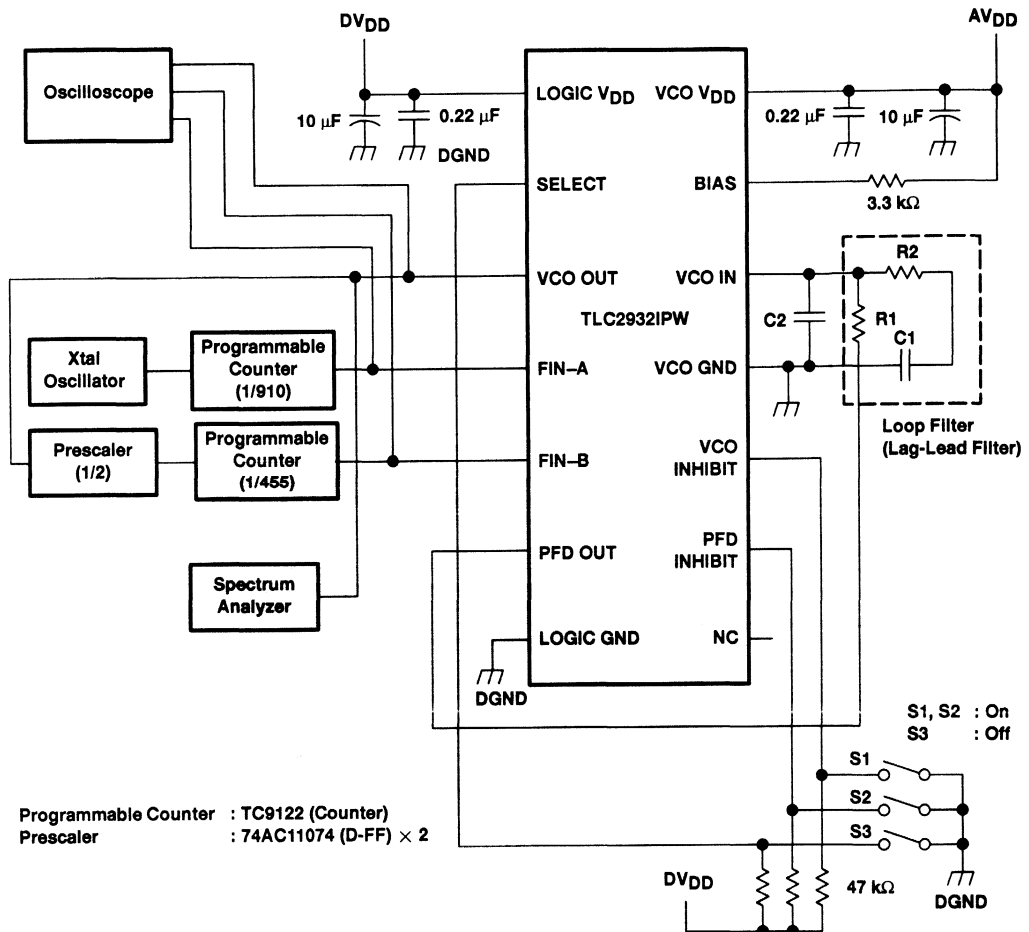 DVDD
AVDD
Oscilloscope
LOGIC VDD
VCO VDD
10 μF
0.22 μF
DGND
0.22 μF
10 μF
SELECT
BIAS
3.3 kΩ
VCO OUT
VCO IN
R2
TLC2932IPW
C2
R1
C1
Xtal
Oscillator
Programmable
Counter
(1/910)
FIN–A
VCO GND
Loop Filter
(Lag-Lead Filter)
Prescaler
(1/2)
Programmable
Counter
(1/455)
FIN–B
VCO
INHIBIT
PFD OUT
PFD
INHIBIT
Spectrum
Analyzer
LOGIC GND
NC
DGND
S1, S2 : On
S3 : Off
S1
S2
S3
Programmable Counter : TC9122 (Counter)
Prescaler : 74AC11074 (D-FF) × 2
DVDD
47 kΩ
DGND